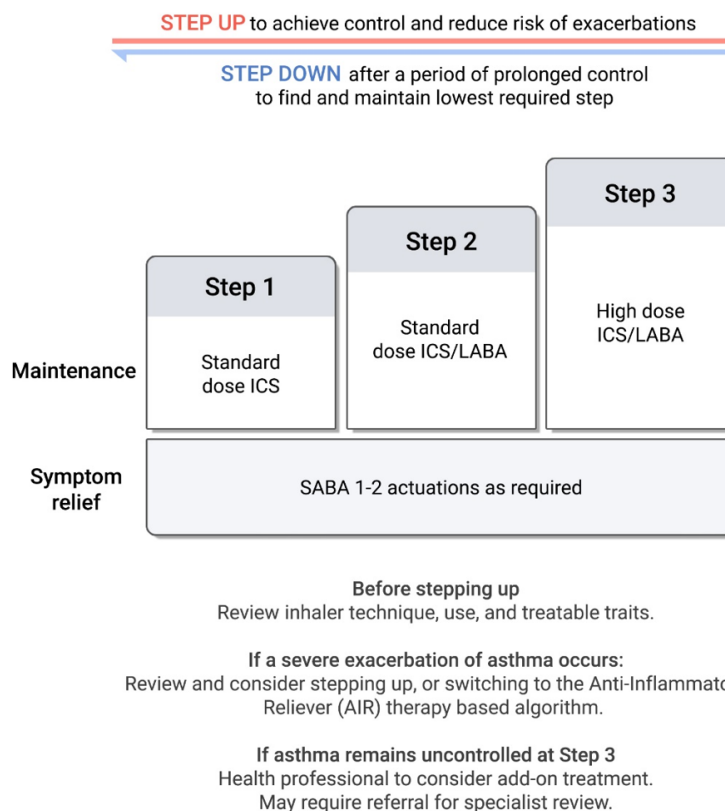 STEP UP to achieve control and reduce risk of exacerbations
STEP DOWN after a period of prolonged control
to find and maintain lowest required step
Step 1
Step 2
Step 3
Maintenance
Standard
dose ICS
Standard
dose ICS/LABA
High dose
ICS/LABA
Symptom
relief
SABA 1-2 actuations as required
Before stepping up
Review inhaler technique, use, and treatable traits.
If a severe exacerbation of asthma occurs:
Review and consider stepping up, or switching to the Anti-Inflammato
Reliever (AIR) therapy based algorithm.
If asthma remains uncontrolled at Step 3
Health professional to consider add-on treatment.
May require referral for specialist review.